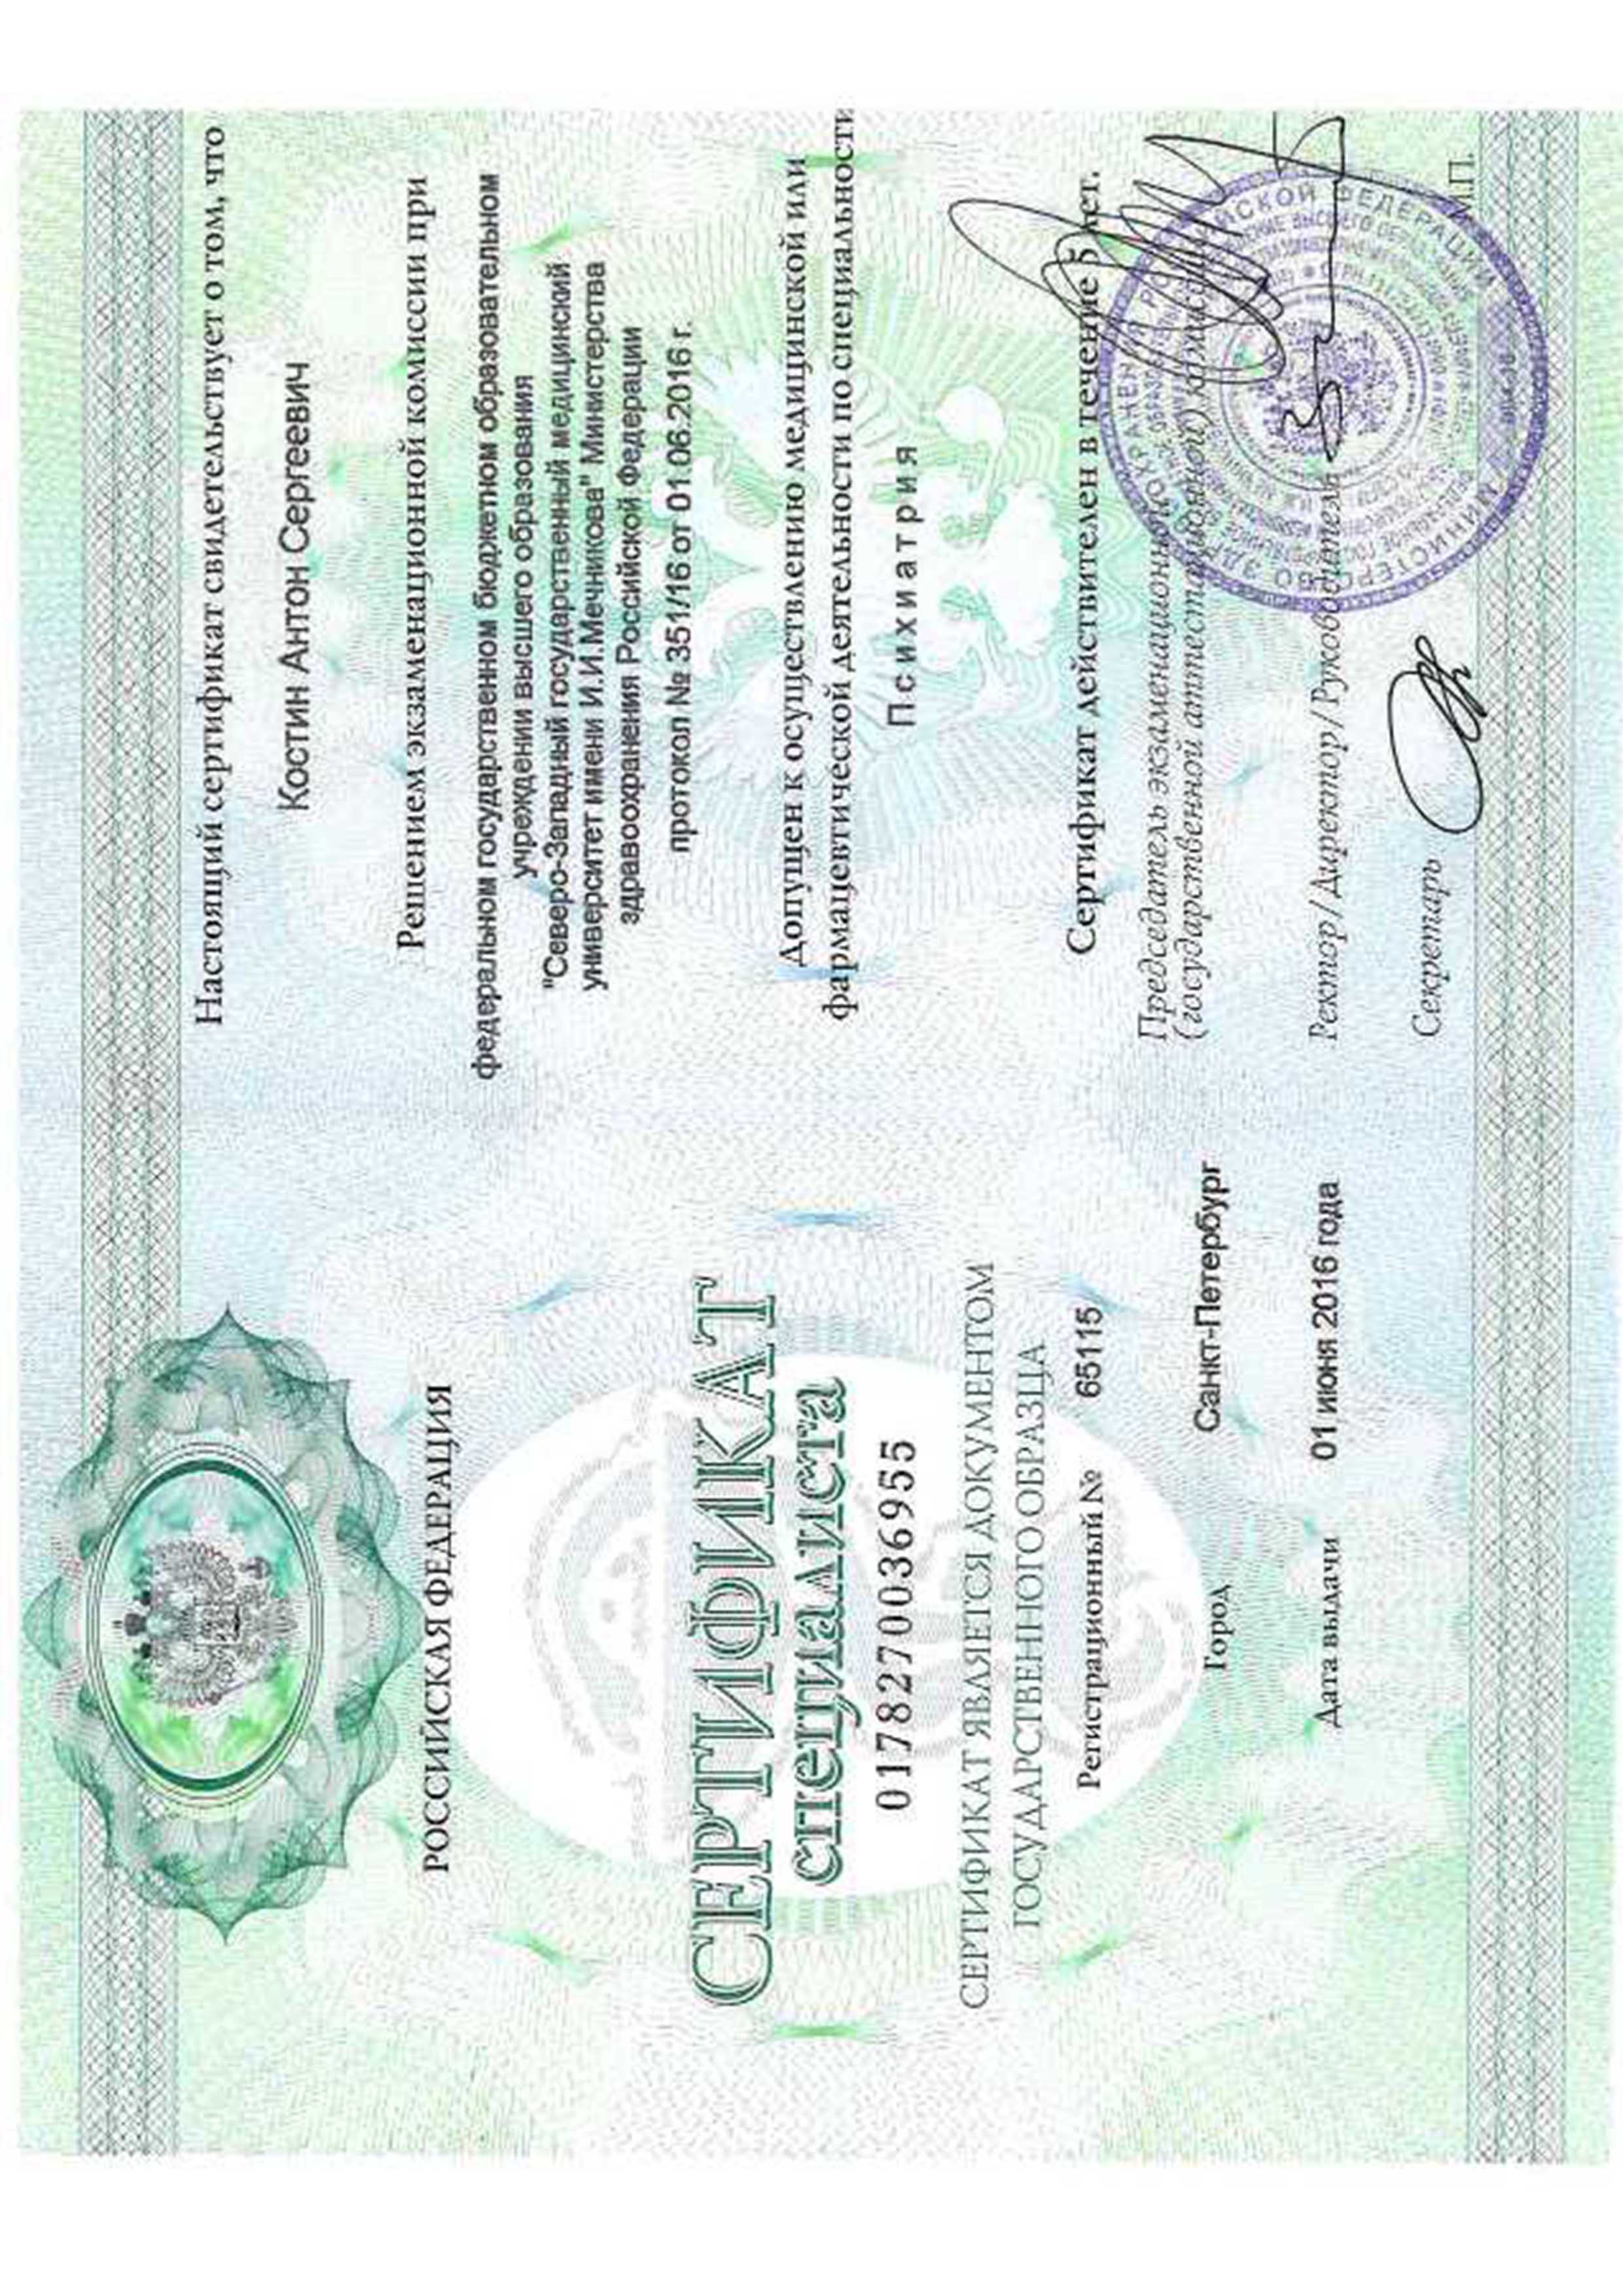 РОССИЙСКАЯ ФЕДЕРАЦИЯ
СЕРТИФИКАТ
специалиста
0178270036955
СЕРТИФИКАТ ЯВЛЯЕТСЯ ДОКУМЕНТОМ
ГОСУДАРСТВЕННОГО ОБРАЗЦА
Регистрационный № 65115
Город Санкт-Петербург
Дата выдачи 01 июня 2016 года
Настоящий сертификат свидетельствует о том, что
Костин Антон Сергеевич
Решением экзаменационной комиссии при
федеральном государственном бюджетном образовательном
учреждении высшего образования
"Северо-Западный государственный медицинский
университет имени И.И.Мечникова" Министерства
здравоохранения Российской Федерации
протокол № 351/16 от 01.06.2016 г.
Допущен к осуществлению медицинской или
фармацевтической деятельности по специальности
Психиатрия
Сертификат действителен в течение 5 лет.
Председатель экзаменационной
(государственной аттестационной) комиссии
Ректор / Директор / Руководитель
Секретарь
М.П.
МИНИСТЕРСТВО ЗДРАВООХРАНЕНИЯ РОССИЙСКОЙ ФЕДЕРАЦИИ